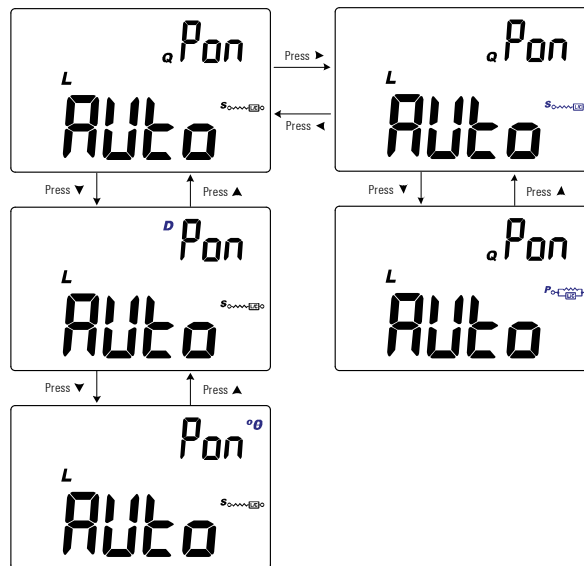 Pon
Q
L
S
L/C
AUto
Press ►
Press ◄
Pon
Q
L
S
L/C
AUto
Press ▼
Press ▲
Press ▼
Press ▲
D
Pon
L
S
L/C
AUto
Pon
Q
L
P
L/C
AUto
Press ▼
Press ▲
Pon
°θ
L
S
L/C
AUto